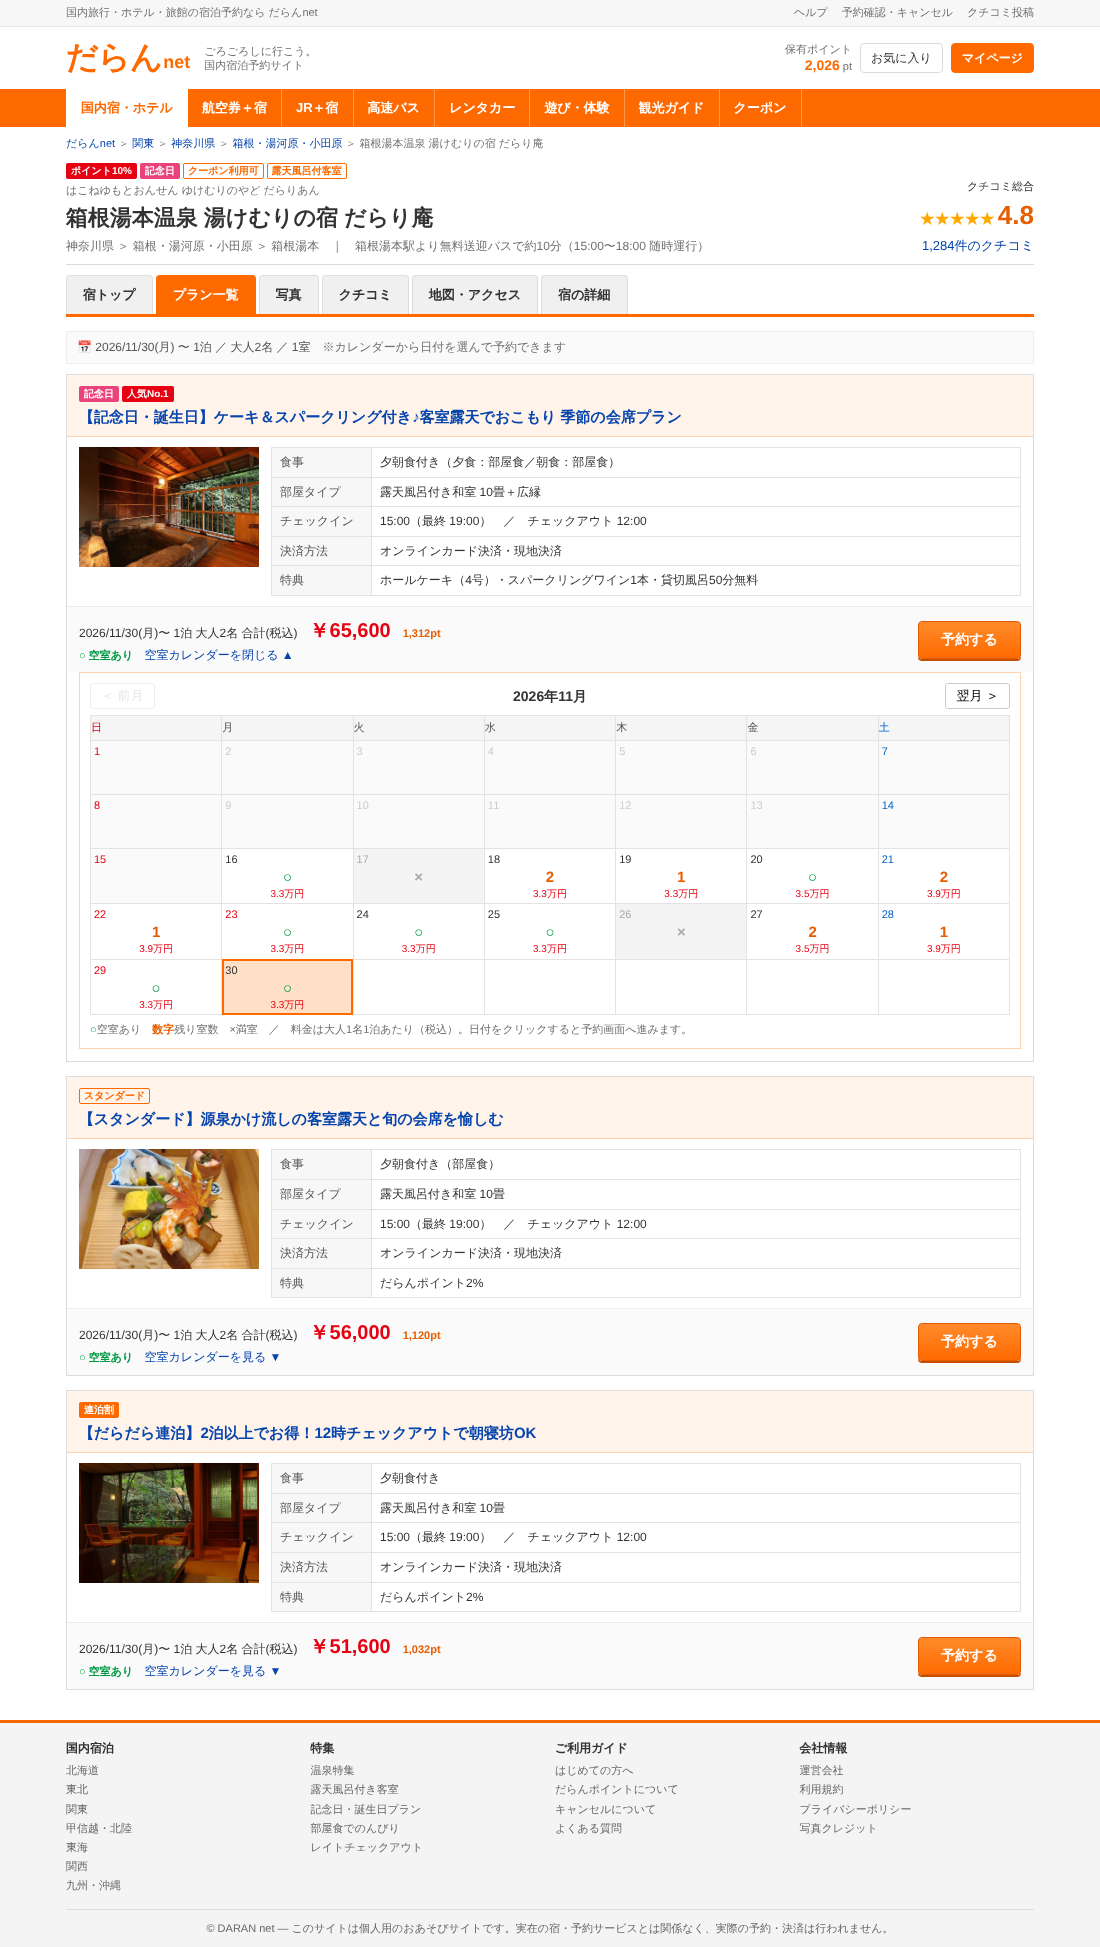 国内旅行・ホテル・旅館の宿泊予約なら だらんnet
ヘルプ 予約確認・キャンセル クチコミ投稿
だらんnet
ごろごろしに行こう。
国内宿泊予約サイト
保有ポイント
2,026 pt
お気に入り
マイページ
国内宿・ホテル 航空券＋宿 JR＋宿 高速バス レンタカー 遊び・体験 観光ガイド クーポン
だらんnet ＞ 関東 ＞ 神奈川県 ＞ 箱根・湯河原・小田原 ＞ 箱根湯本温泉 湯けむりの宿 だらり庵
ポイント10% 記念日 クーポン利用可 露天風呂付客室
はこねゆもとおんせん ゆけむりのやど だらりあん
箱根湯本温泉 湯けむりの宿 だらり庵
神奈川県 ＞ 箱根・湯河原・小田原 ＞ 箱根湯本 ｜ 箱根湯本駅より無料送迎バスで約10分（15:00〜18:00 随時運行）
クチコミ総合
★★★★★ 4.8
1,284件のクチコミ
宿トップ プラン一覧 写真 クチコミ 地図・アクセス 宿の詳細
📅 2026/11/30(月) 〜 1泊 ／ 大人2名 ／ 1室 ※カレンダーから日付を選んで予約できます
記念日 人気No.1
【記念日・誕生日】ケーキ＆スパークリング付き♪客室露天でおこもり 季節の会席プラン
食事 夕朝食付き（夕食：部屋食／朝食：部屋食）
部屋タイプ 露天風呂付き和室 10畳＋広縁
チェックイン 15:00（最終 19:00） ／ チェックアウト 12:00
決済方法 オンラインカード決済・現地決済
特典 ホールケーキ（4号）・スパークリングワイン1本・貸切風呂50分無料
2026/11/30(月)〜 1泊 大人2名 合計(税込) ￥65,600 1,312pt
○ 空室あり 空室カレンダーを閉じる ▲
予約する
＜ 前月 2026年11月 翌月 ＞
日 月 火 水 木 金 土
1 2 3 4 5 6 7
8 9 10 11 12 13 14
15 16 17 18 19 20 21
○ × 2 1 ○ 2
3.3万円 3.3万円 3.3万円 3.5万円 3.9万円
22 23 24 25 26 27 28
1 ○ ○ ○ × 2 1
3.9万円 3.3万円 3.3万円 3.3万円 3.5万円 3.9万円
29 30
○ ○
3.3万円 3.3万円
○空室あり 数字残り室数 ×満室 ／ 料金は大人1名1泊あたり（税込）。日付をクリックすると予約画面へ進みます。
スタンダード
【スタンダード】源泉かけ流しの客室露天と旬の会席を愉しむ
食事 夕朝食付き（部屋食）
部屋タイプ 露天風呂付き和室 10畳
チェックイン 15:00（最終 19:00） ／ チェックアウト 12:00
決済方法 オンラインカード決済・現地決済
特典 だらんポイント2%
2026/11/30(月)〜 1泊 大人2名 合計(税込) ￥56,000 1,120pt
○ 空室あり 空室カレンダーを見る ▼
予約する
連泊割
【だらだら連泊】2泊以上でお得！12時チェックアウトで朝寝坊OK
食事 夕朝食付き
部屋タイプ 露天風呂付き和室 10畳
チェックイン 15:00（最終 19:00） ／ チェックアウト 12:00
決済方法 オンラインカード決済・現地決済
特典 だらんポイント2%
2026/11/30(月)〜 1泊 大人2名 合計(税込) ￥51,600 1,032pt
○ 空室あり 空室カレンダーを見る ▼
予約する
国内宿泊
北海道
東北
関東
甲信越・北陸
東海
関西
九州・沖縄
特集
温泉特集
露天風呂付き客室
記念日・誕生日プラン
部屋食でのんびり
レイトチェックアウト
ご利用ガイド
はじめての方へ
だらんポイントについて
キャンセルについて
よくある質問
会社情報
運営会社
利用規約
プライバシーポリシー
写真クレジット
© DARAN net — このサイトは個人用のおあそびサイトです。実在の宿・予約サービスとは関係なく、実際の予約・決済は行われません。